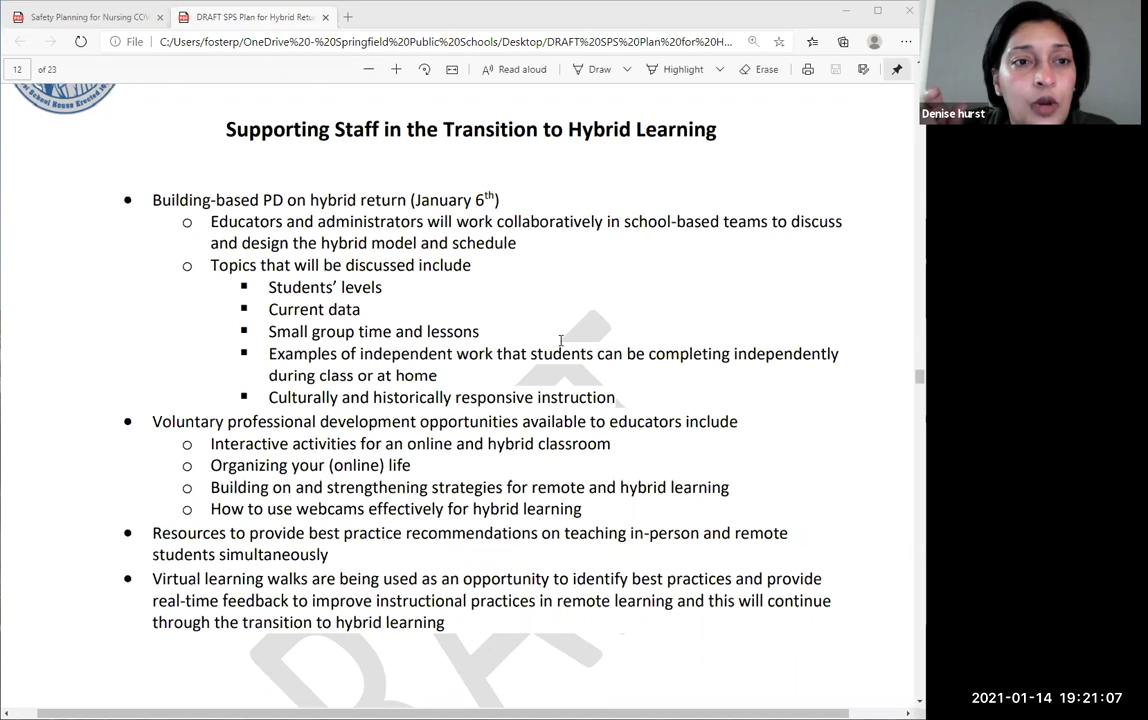 Safety Planning for Nursing CO
DRAFT SPS Plan for Hybrid Retu
File
C:/Users/fosterp/OneDrive%20-%20Springfield%20Public%20Schools/Desktop/DRAFT%20SPS%20Plan%20for%20H...
12 of 23
Read aloud
Draw
Highlight
Erase
Denise hurst
School House Erected
Supporting Staff in the Transition to Hybrid Learning
• Building-based PD on hybrid return (January 6th)
o Educators and administrators will work collaboratively in school-based teams to discuss
and design the hybrid model and schedule
o Topics that will be discussed include
▪ Students’ levels
▪ Current data
▪ Small group time and lessons
▪ Examples of independent work that students can be completing independently
during class or at home
▪ Culturally and historically responsive instruction
• Voluntary professional development opportunities available to educators include
o Interactive activities for an online and hybrid classroom
o Organizing your (online) life
o Building on and strengthening strategies for remote and hybrid learning
o How to use webcams effectively for hybrid learning
• Resources to provide best practice recommendations on teaching in-person and remote
students simultaneously
• Virtual learning walks are being used as an opportunity to identify best practices and provide
real-time feedback to improve instructional practices in remote learning and this will continue
through the transition to hybrid learning
2021-01-14 19:21:07